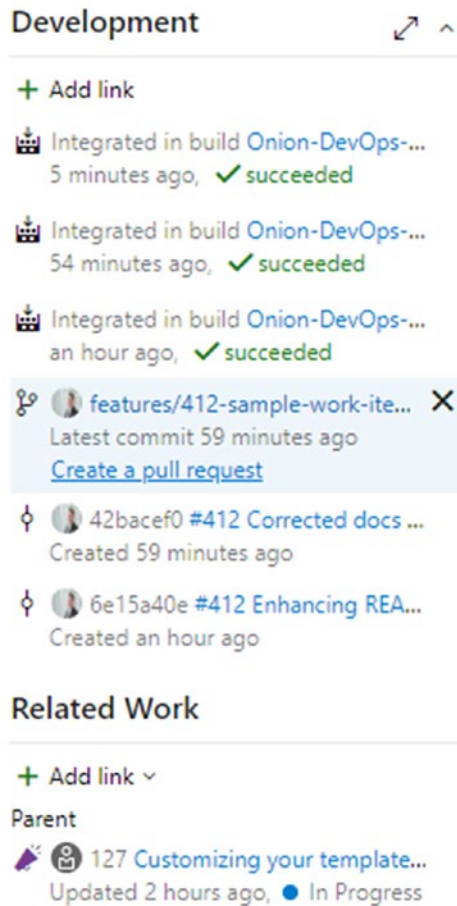 Development
+ Add link
Integrated in build Onion-DevOps-...
5 minutes ago, succeeded
Integrated in build Onion-DevOps-...
54 minutes ago, succeeded
Integrated in build Onion-DevOps-...
an hour ago, succeeded
features/412-sample-work-ite...
Latest commit 59 minutes ago
Create a pull request
42bacef0 #412 Corrected docs ...
Created 59 minutes ago
6e15a40e #412 Enhancing REA...
Created an hour ago
Related Work
+ Add link
Parent
127 Customizing your template...
Updated 2 hours ago, In Progress